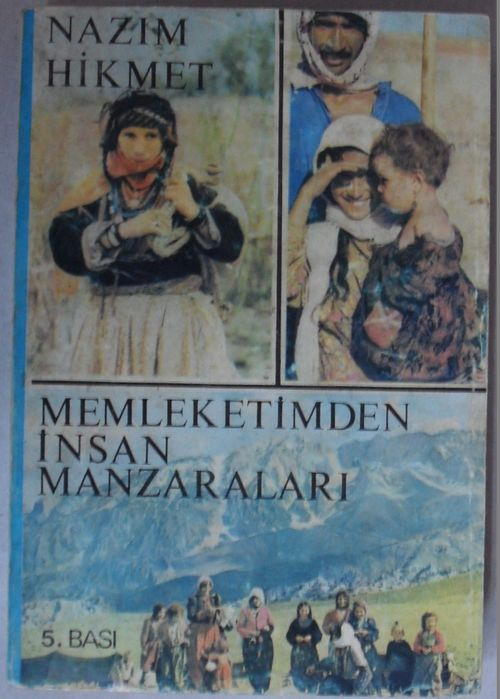 NAZIM
HİKMET
MEMLEKETİMDEN
İNSAN
MANZARALARI
5. BASI